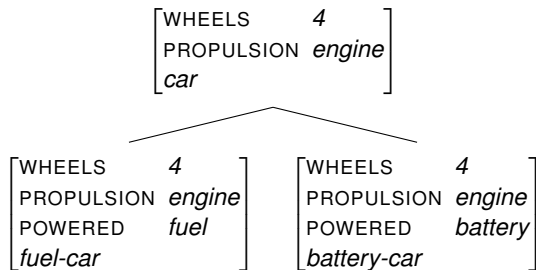 WHEELS 4
PROPULSION engine
car
WHEELS 4
PROPULSION engine
POWERED fuel
fuel-car
WHEELS 4
PROPULSION engine
POWERED battery
battery-car